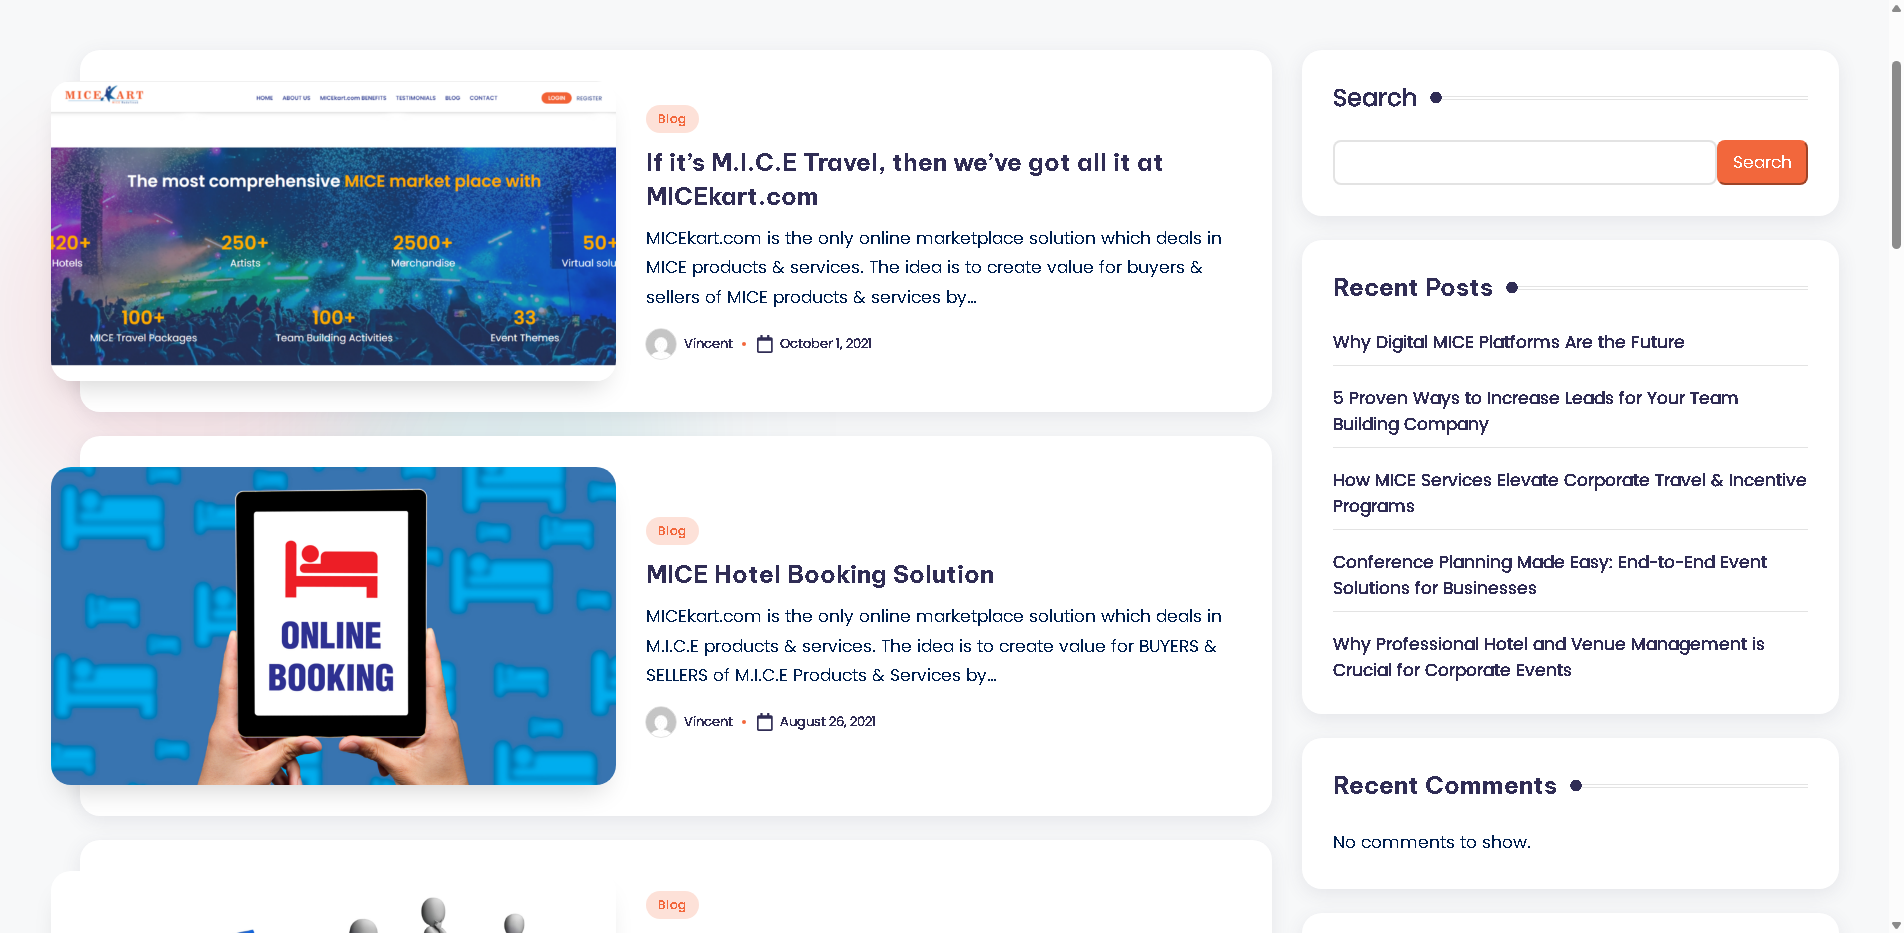 MICE KART
HOME ABOUT US MICEkart.com BENEFITS TESTIMONIALS BLOG CONTACT LOGIN REGISTER
The most comprehensive MICE market place with
420+ 250+ 2500+ 50+
Hotels Artists Merchandise Virtual solu
100+ 100+ 33
MICE Travel Packages Team Building Activities Event Themes
Blog
If it’s M.I.C.E Travel, then we’ve got all it at
MICEkart.com
MICEkart.com is the only online marketplace solution which deals in
MICE products & services. The idea is to create value for buyers &
sellers of MICE products & services by…
Vincent • October 1, 2021
ONLINE
BOOKING
Blog
MICE Hotel Booking Solution
MICEkart.com is the only online marketplace solution which deals in
M.I.C.E products & services. The idea is to create value for BUYERS &
SELLERS of M.I.C.E Products & Services by…
Vincent • August 26, 2021
Blog
Search
Search
Recent Posts
Why Digital MICE Platforms Are the Future
5 Proven Ways to Increase Leads for Your Team
Building Company
How MICE Services Elevate Corporate Travel & Incentive
Programs
Conference Planning Made Easy: End-to-End Event
Solutions for Businesses
Why Professional Hotel and Venue Management is
Crucial for Corporate Events
Recent Comments
No comments to show.